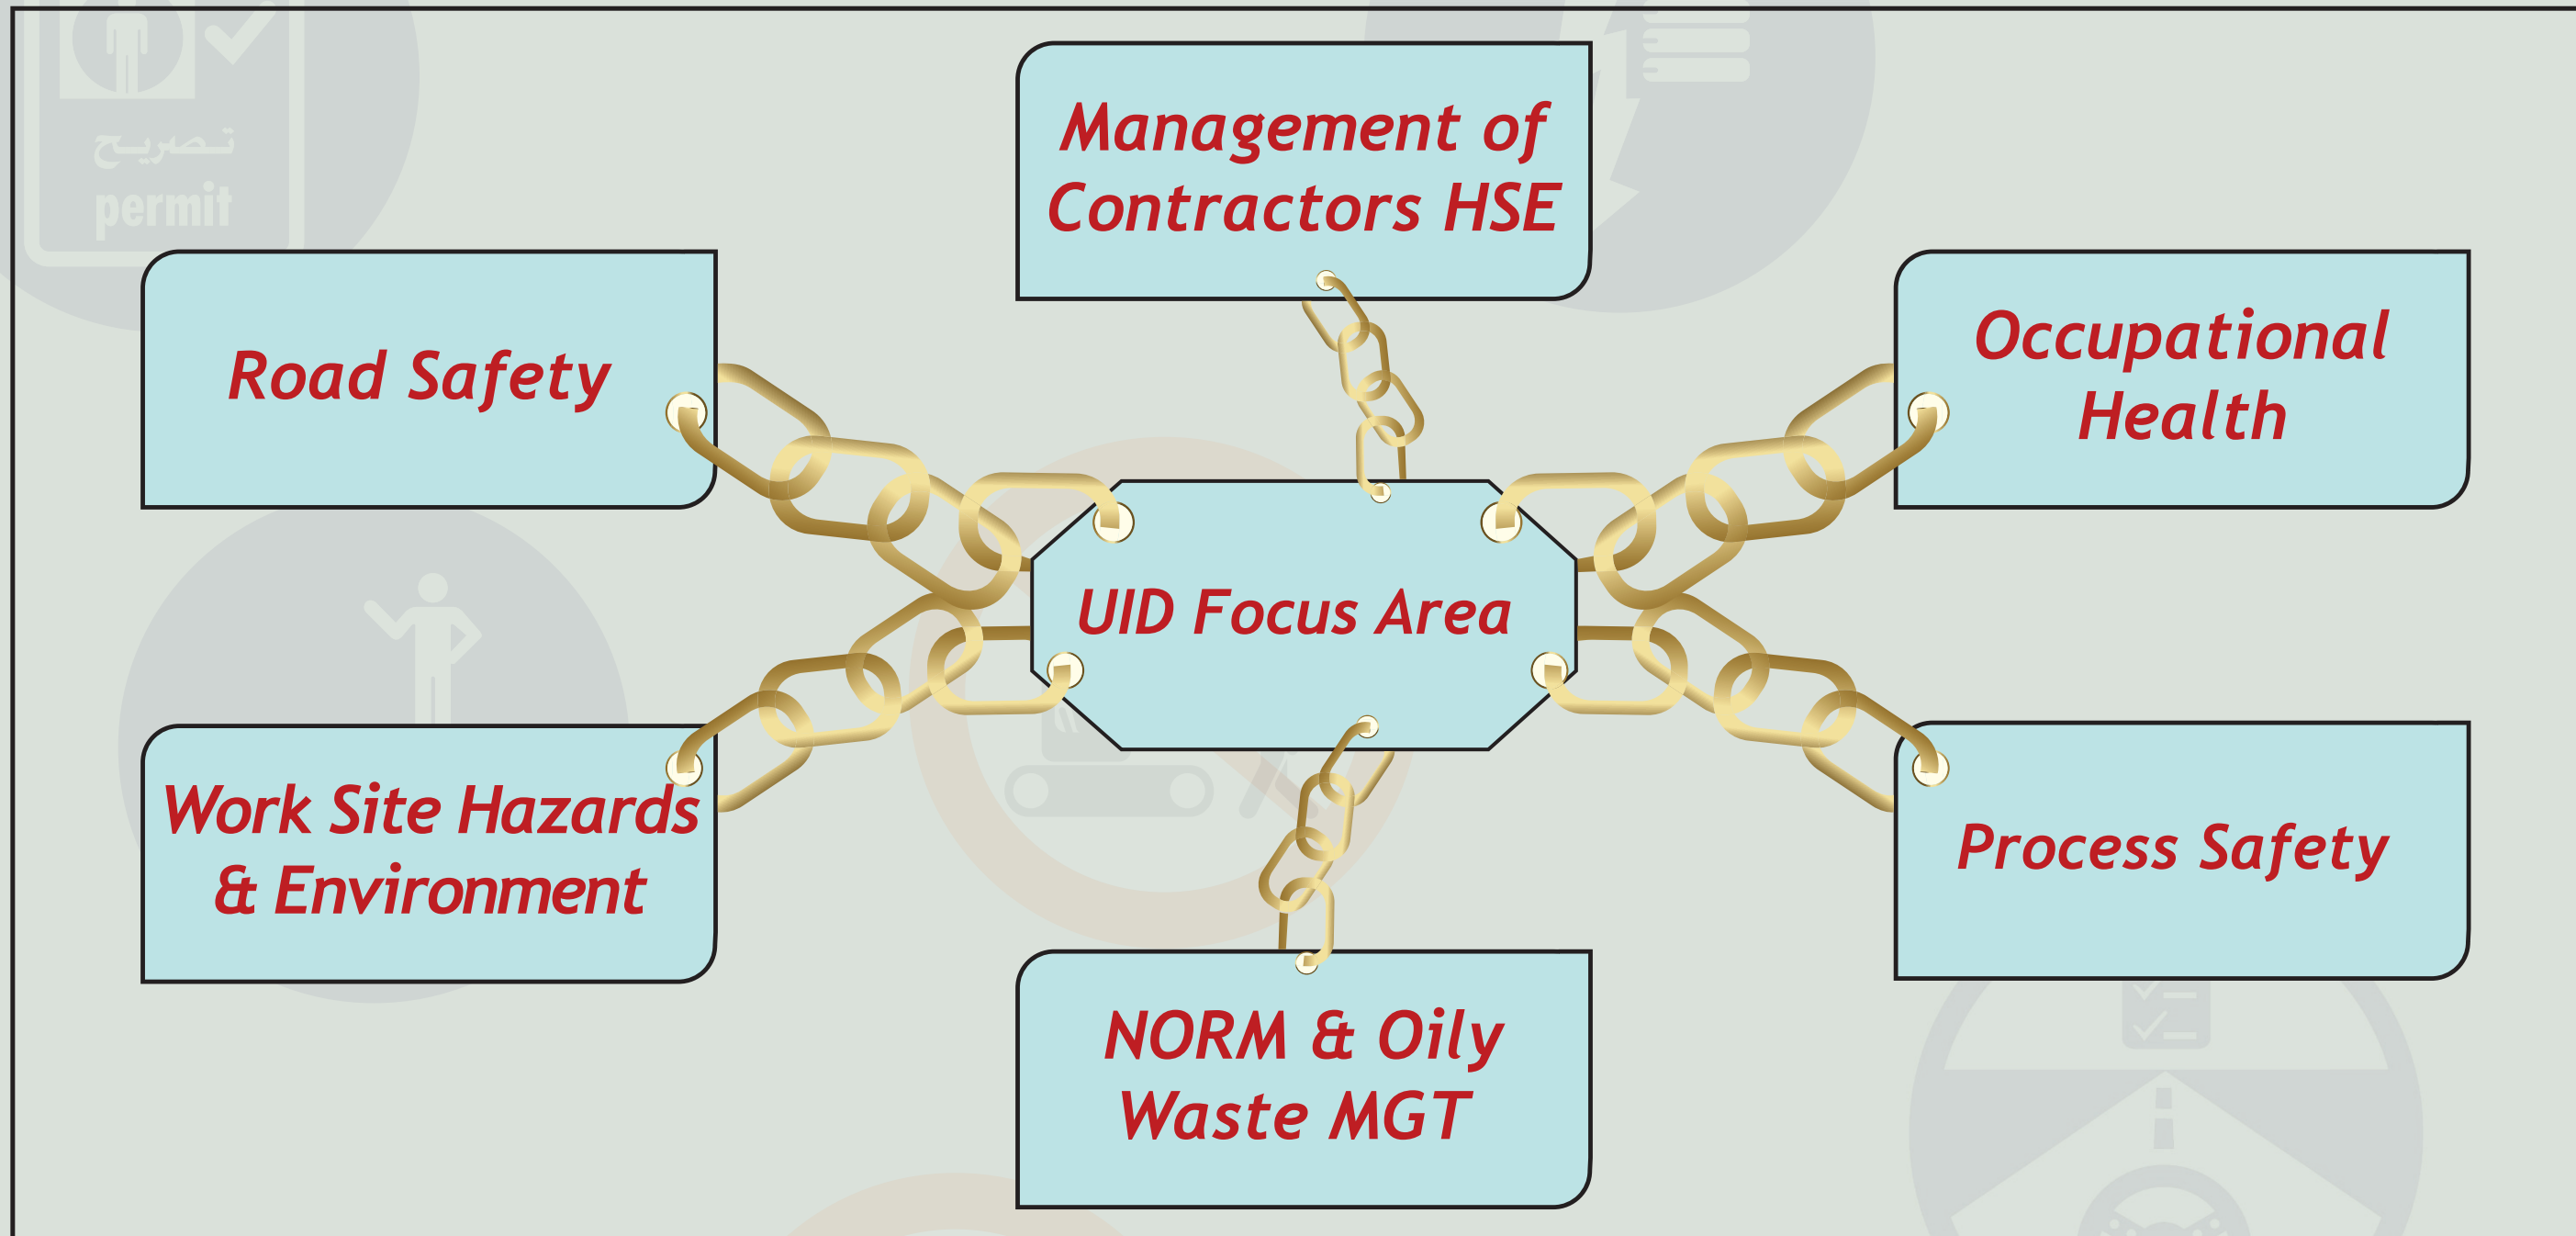 تصريح
permit
Management of
Contractors HSE
Road Safety
Occupational
Health
UID Focus Area
Work Site Hazards
& Environment
Process Safety
NORM & Oily
Waste MGT